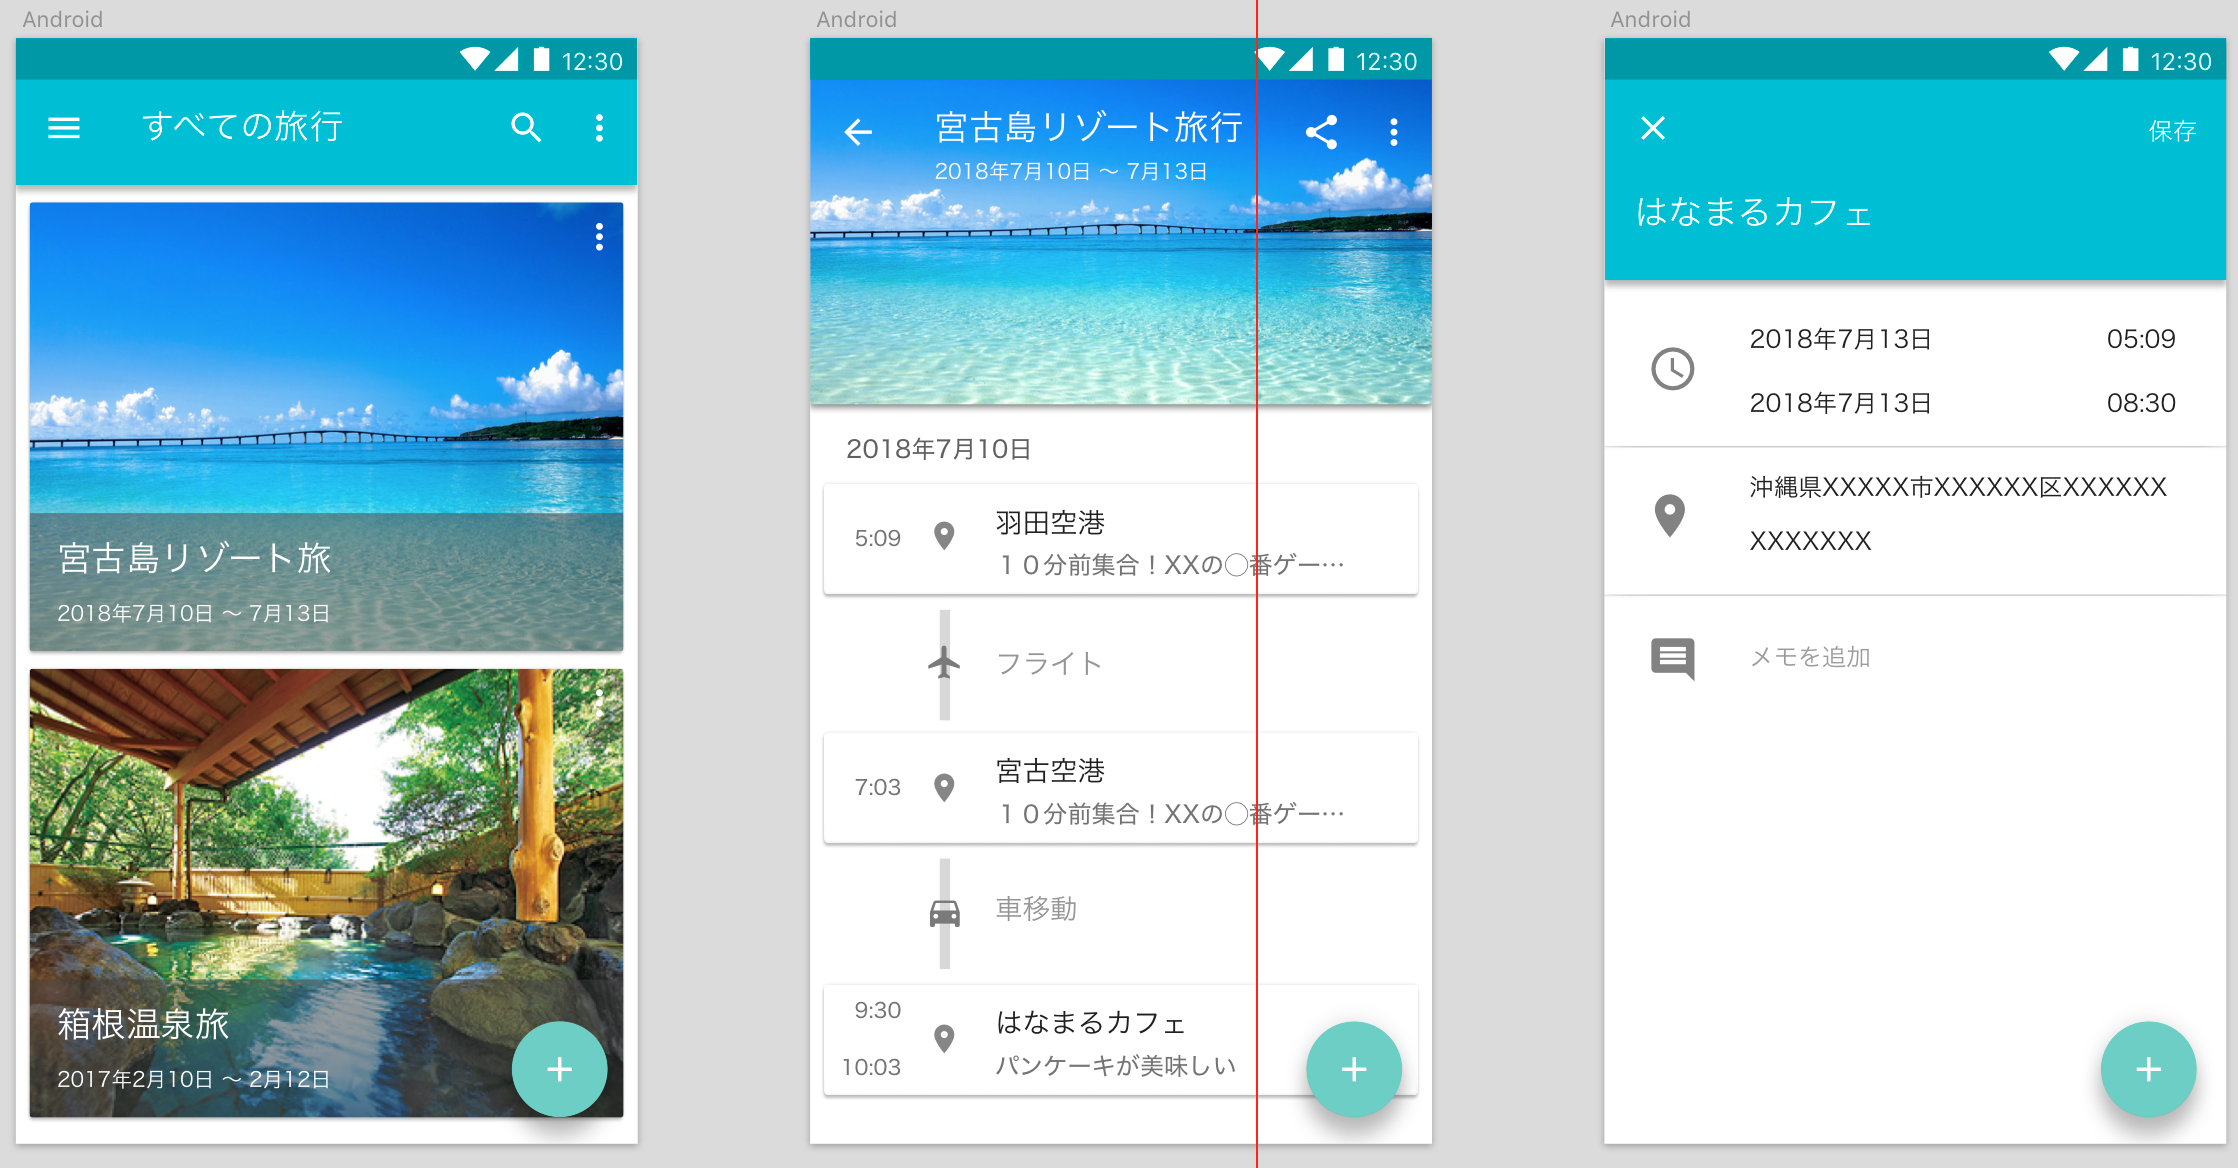 Android
12:30
すべての旅行
宮古島リゾート旅
2018年7月10日 〜 7月13日
箱根温泉旅
2017年2月10日 〜 2月12日
Android
12:30
宮古島リゾート旅行
2018年7月10日 〜 7月13日
2018年7月10日
5:09
羽田空港
１０分前集合！XXの◯番ゲー…
フライト
7:03
宮古空港
１０分前集合！XXの◯番ゲー…
車移動
9:30
10:03
はなまるカフェ
パンケーキが美味しい
Android
12:30
保存
はなまるカフェ
2018年7月13日 05:09
2018年7月13日 08:30
沖縄県XXXXX市XXXXXX区XXXXXX
XXXXXXX
メモを追加